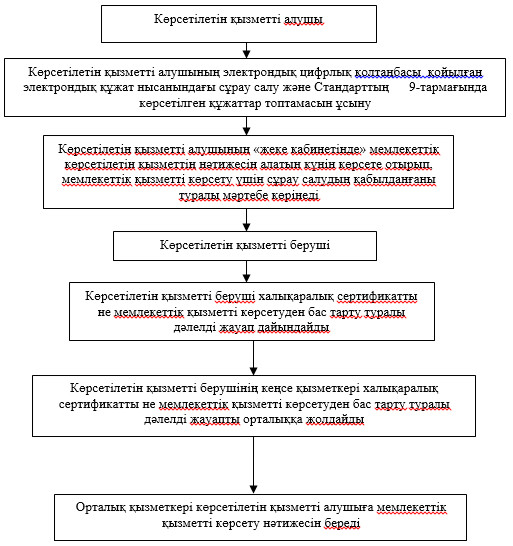 Көрсетілетін қызметті алушы
Көрсетілетін қызметті алушының электрондық цифрлық қолтаңбасы қойылған
электрондық құжат нысанындағы сұрау салу және Стандарттың 9-тармағында
көрсетілген құжаттар топтамасын ұсыну
Көрсетілетін қызметті алушының «жеке кабинетінде» мемлекеттік
көрсетілетін қызметтің нәтижесін алатын күнін көрсете отырып,
мемлекеттік қызметті көрсету үшін сұрау салудың қабылданғаны
туралы мәртебе көрінеді
Көрсетілетін қызметті беруші
Көрсетілетін қызметті беруші халықаралық сертификатты
не мемлекеттік қызметті көрсетуден бас тарту туралы
дәлелді жауап дайындайды
Көрсетілетін қызметті берушінің кеңсе қызметкері халықаралық
сертификатты не мемлекеттік қызметті көрсетуден бас тарту туралы
дәлелді жауапты орталыққа жолдайды
Орталық қызметкері көрсетілетін қызметті алушыға мемлекеттік
қызметті көрсету нәтижесін береді